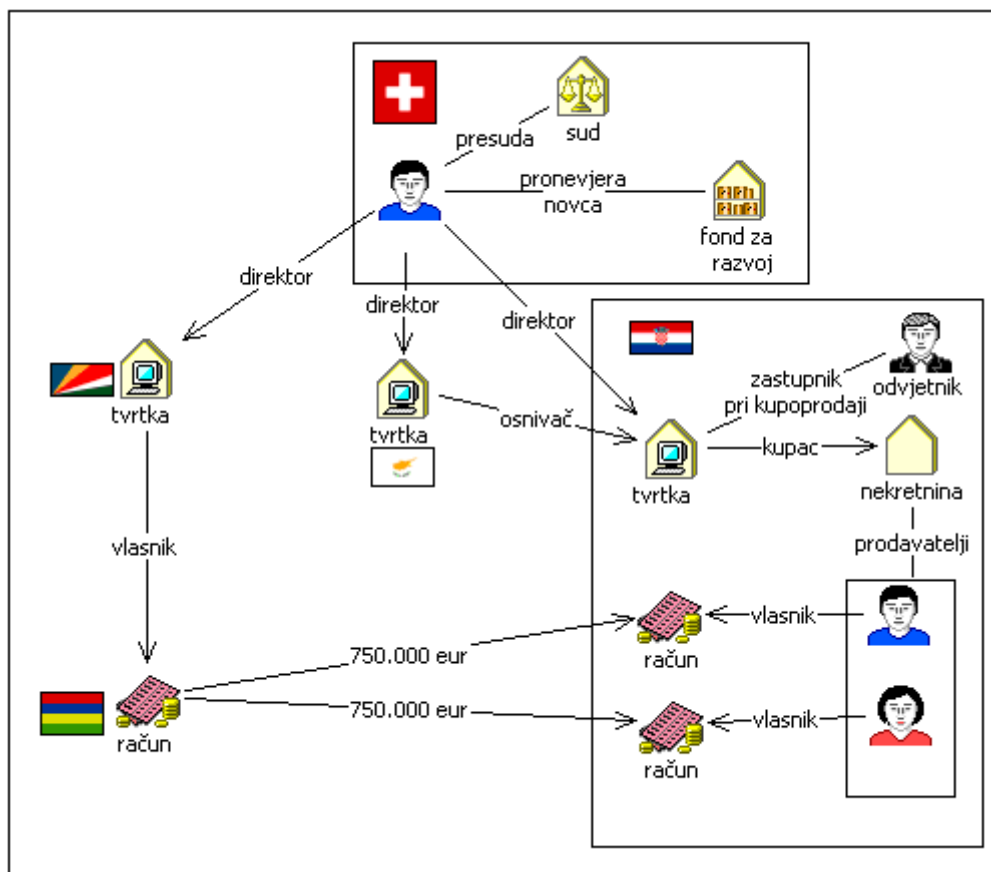 presuda
sud
pronevjera
novca
fond za
razvoj
direktor
direktor
direktor
tvrtka
tvrtka
osnivač
zastupnik
pri kupoprodaji
odvjetnik
tvrtka
kupac
nekretnina
vlasnik
prodavatelji
750.000 eur
račun
vlasnik
750.000 eur
račun
vlasnik
račun